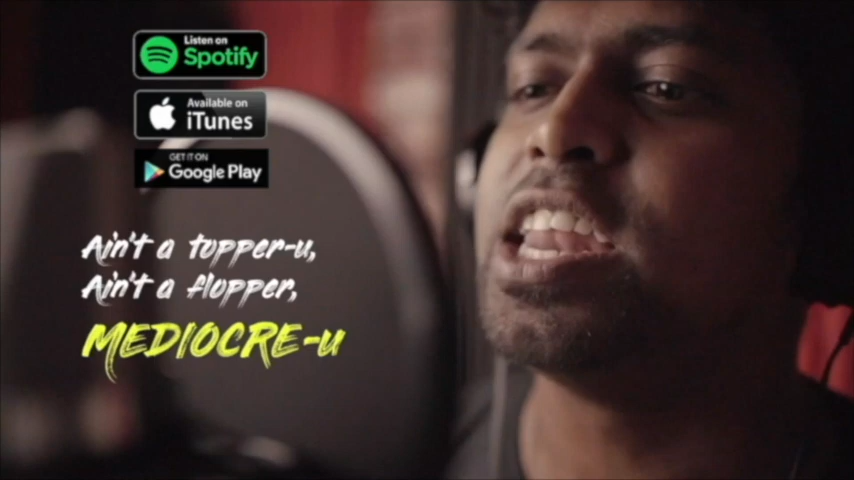 Listen on
Spotify
Available on
iTunes
GET IT ON
Google Play
Ain't a topper-u,
Ain't a flopper,
MEDIOCRE-u